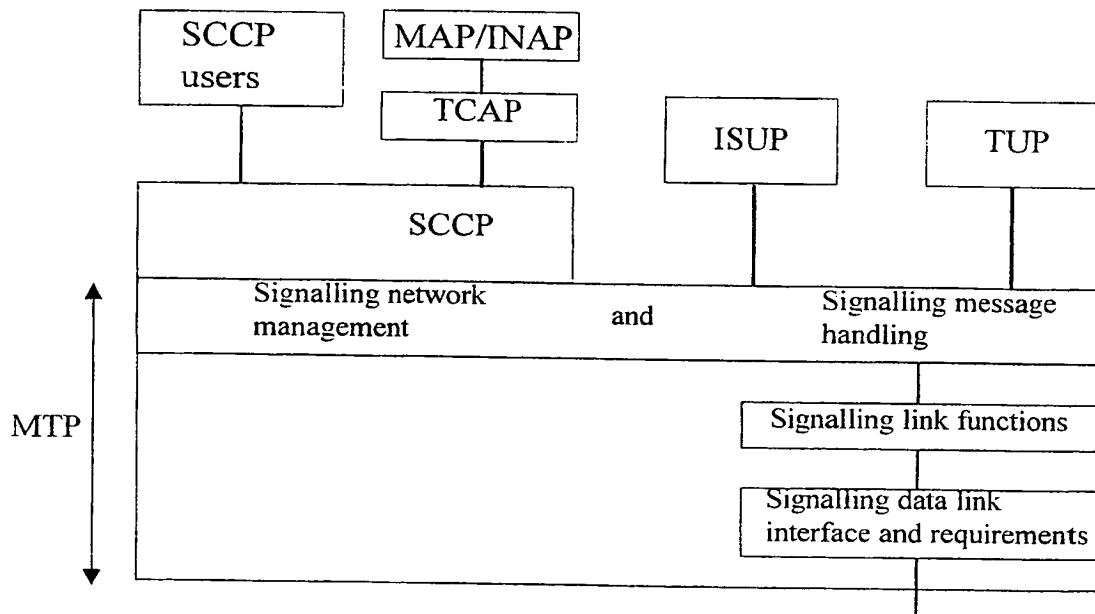 SCCP
users
MAP/INAP
TCAP
ISUP
TUP
SCCP
Signalling network
management
and
Signalling message
handling
MTP
Signalling link functions
Signalling data link
interface and requirements